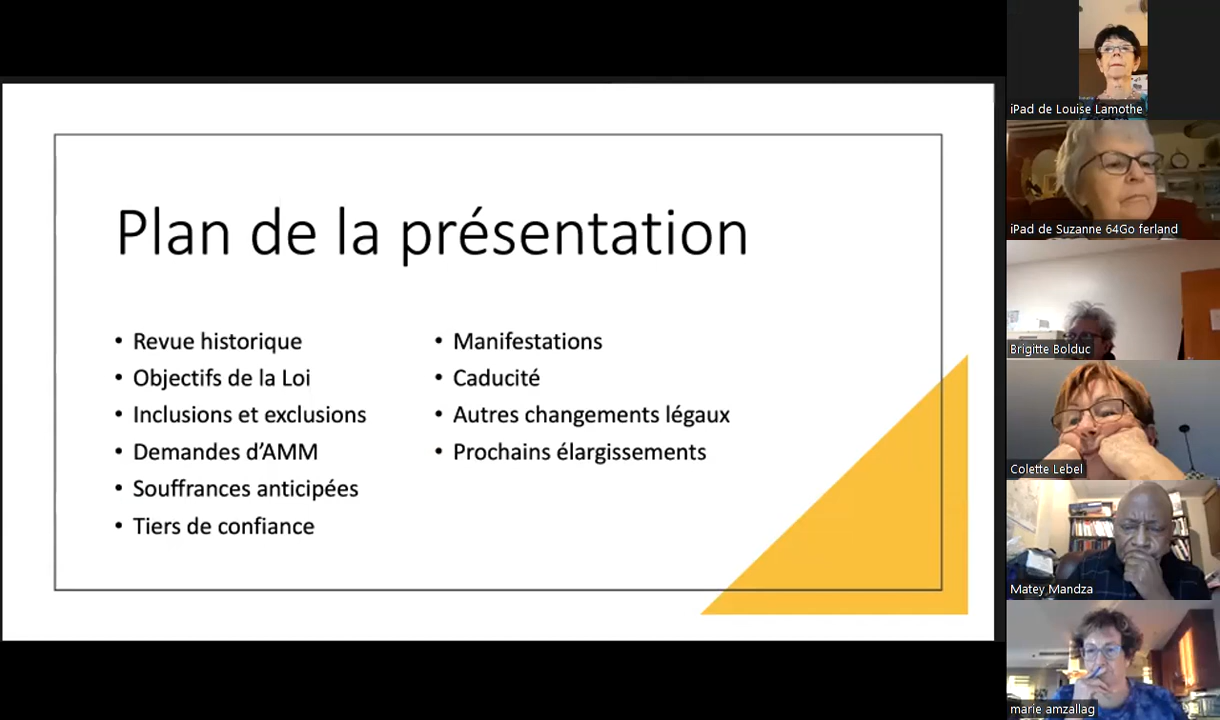 Plan de la présentation
• Revue historique
• Objectifs de la Loi
• Inclusions et exclusions
• Demandes d’AMM
• Souffrances anticipées
• Tiers de confiance
• Manifestations
• Caducité
• Autres changements légaux
• Prochains élargissements
iPad de Louise Lamothe
iPad de Suzanne 64Go ferland
Brigitte Bolduc
Colette Lebel
Matey Mandza
marie amzallag